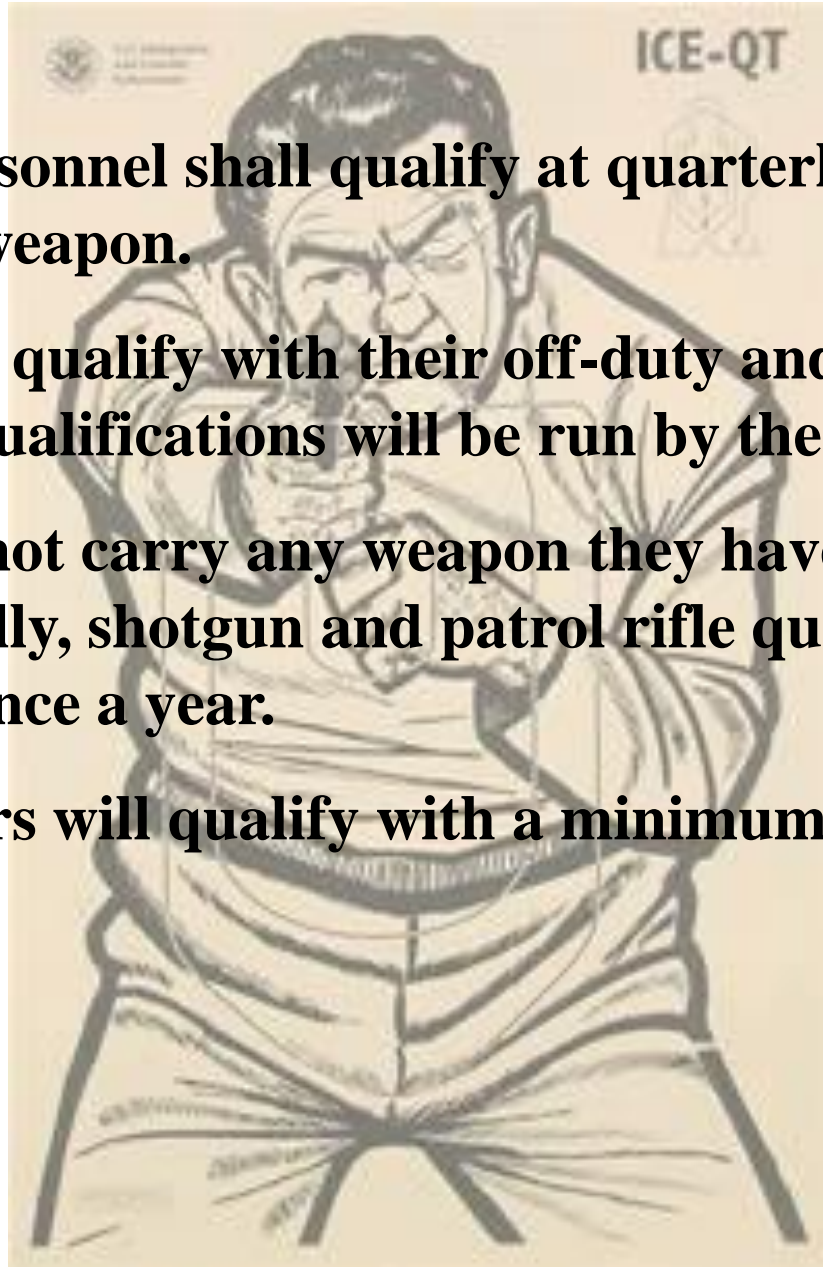 ICE-QT
sonnel shall qualify at quarterl
weapon.
qualify with their off-duty and
ualifications will be run by the
not carry any weapon they have
lly, shotgun and patrol rifle qu
nce a year.
rs will qualify with a minimum